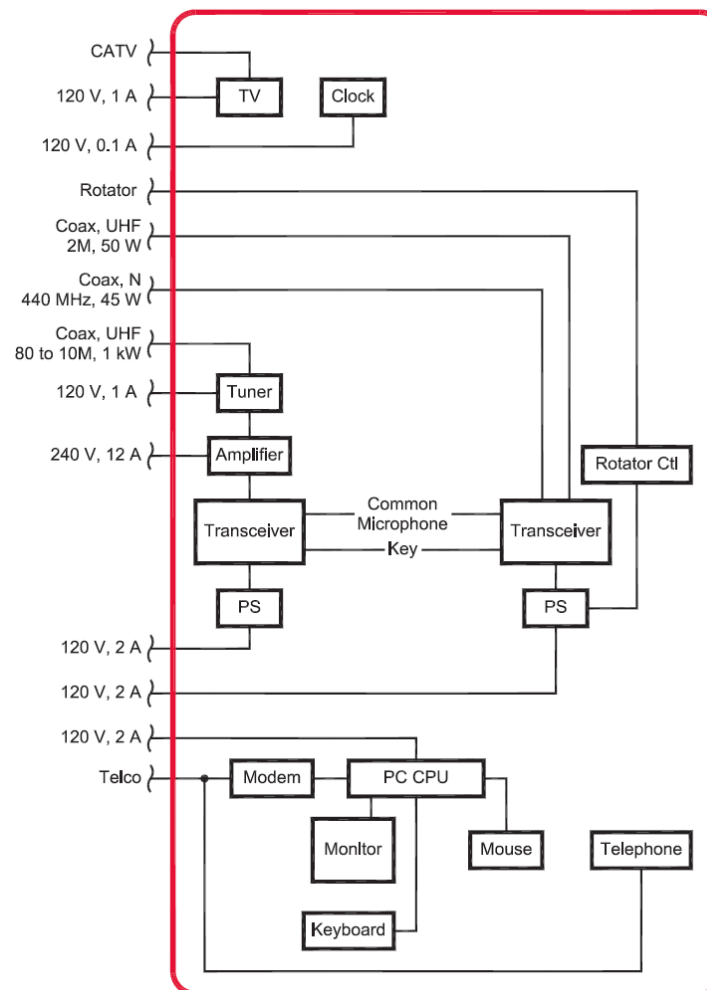 CATV
120 V, 1 A
TV
Clock
120 V, 0.1 A
Rotator
Coax, UHF
2M, 50 W
Coax, N
440 MHz, 45 W
Coax, UHF
80 to 10M, 1 kW
120 V, 1 A
Tuner
240 V, 12 A
Amplifier
Rotator Ctl
Transceiver
Common
Microphone
Key
Transceiver
PS
PS
120 V, 2 A
120 V, 2 A
120 V, 2 A
Telco
Modem
PC CPU
MonItor
Mouse
Telephone
Keyboard